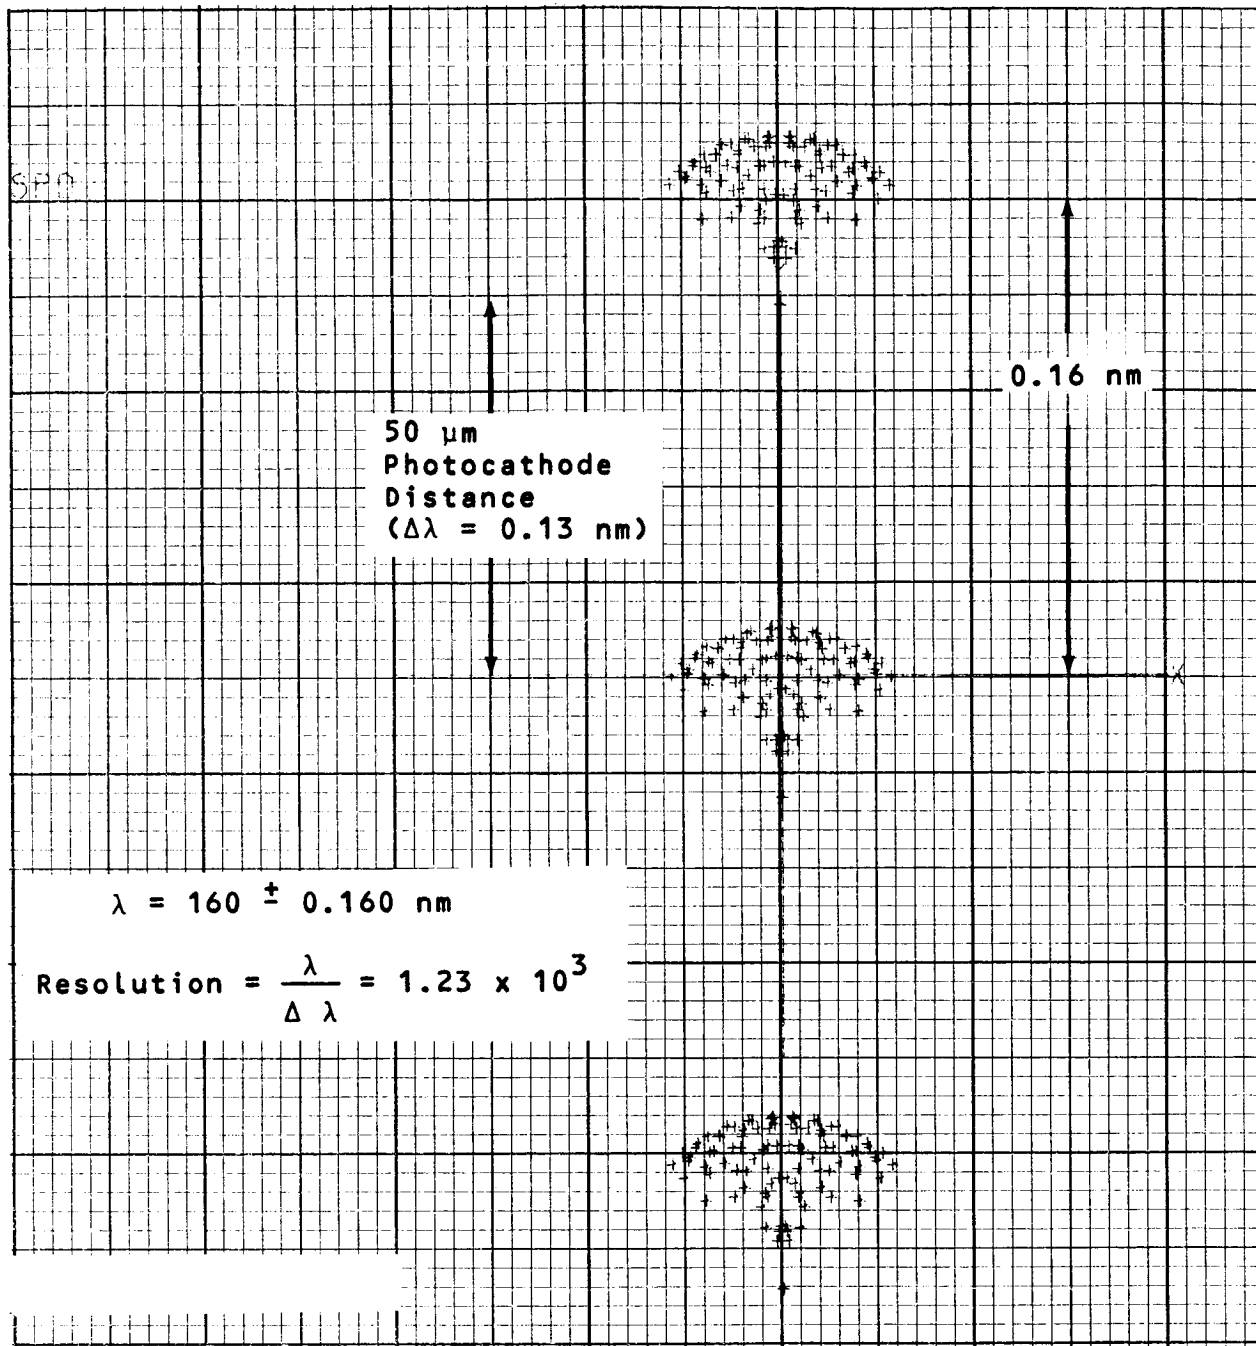 0.16 nm
50 µm
Photocathode
Distance
(Δλ = 0.13 nm)
X
λ = 160 ± 0.160 nm
Resolution = λ / Δ λ = 1.23 x 10³